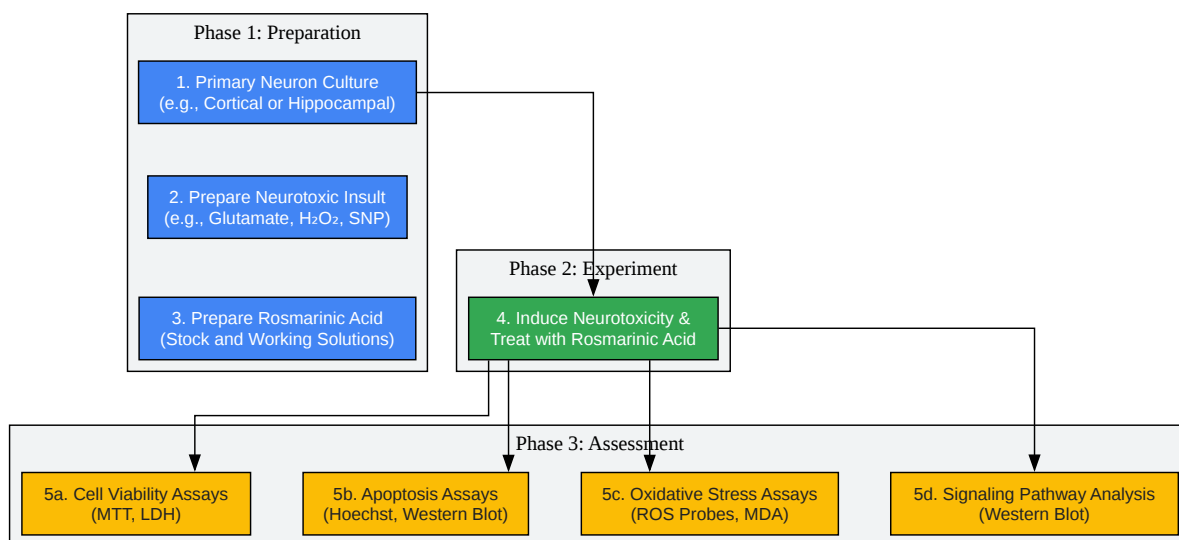 Phase 1: Preparation
1. Primary Neuron Culture
(e.g., Cortical or Hippocampal)
2. Prepare Neurotoxic Insult
(e.g., Glutamate, H₂O₂, SNP)
3. Prepare Rosmarinic Acid
(Stock and Working Solutions)
Phase 2: Experiment
4. Induce Neurotoxicity &
Treat with Rosmarinic Acid
Phase 3: Assessment
5a. Cell Viability Assays
(MTT, LDH)
5b. Apoptosis Assays
(Hoechst, Western Blot)
5c. Oxidative Stress Assays
(ROS Probes, MDA)
5d. Signaling Pathway Analysis
(Western Blot)